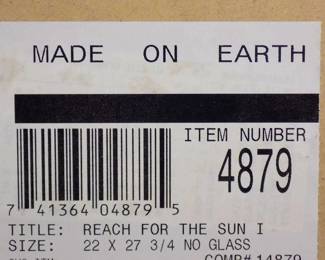 MADE ON EARTH
ITEM NUMBER
4879
7 41364 04879 5
TITLE: REACH FOR THE SUN I
SIZE: 22 X 27 3/4 NO GLASS
COMP#14879